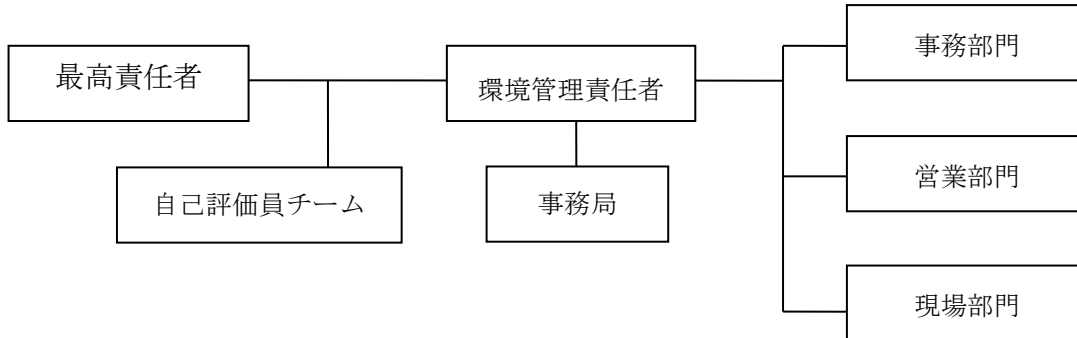 最高責任者
環境管理責任者
事務部門
自己評価員チーム
事務局
営業部門
現場部門